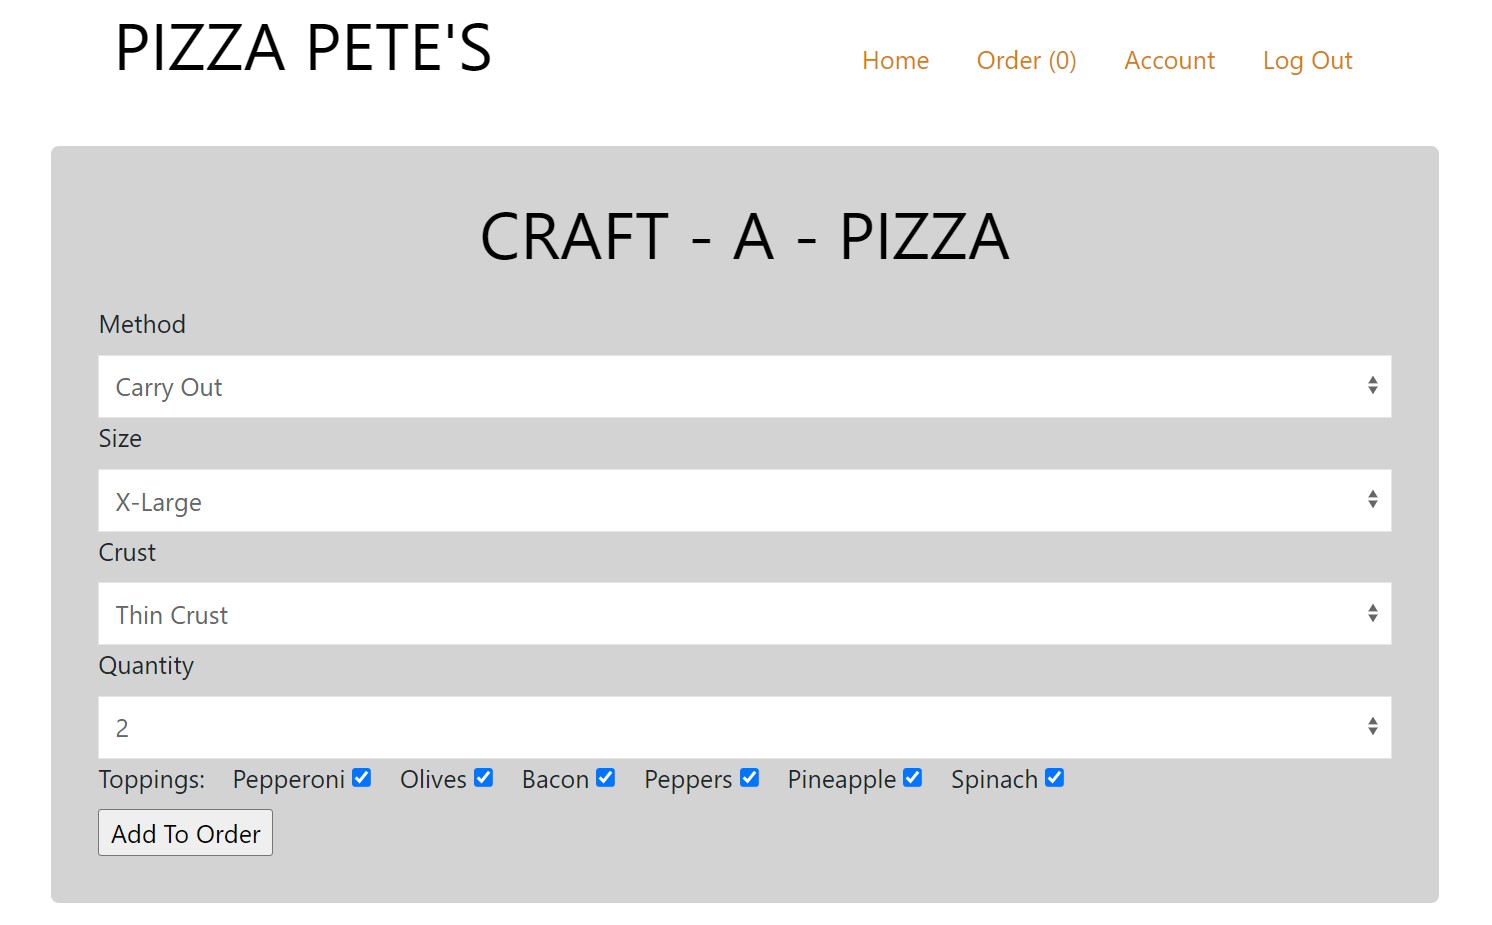 PIZZA PETE'S
Home Order (0) Account Log Out
CRAFT - A - PIZZA
Method
Carry Out
Size
X-Large
Crust
Thin Crust
Quantity
2
Toppings: Pepperoni Olives Bacon Peppers Pineapple Spinach
Add To Order